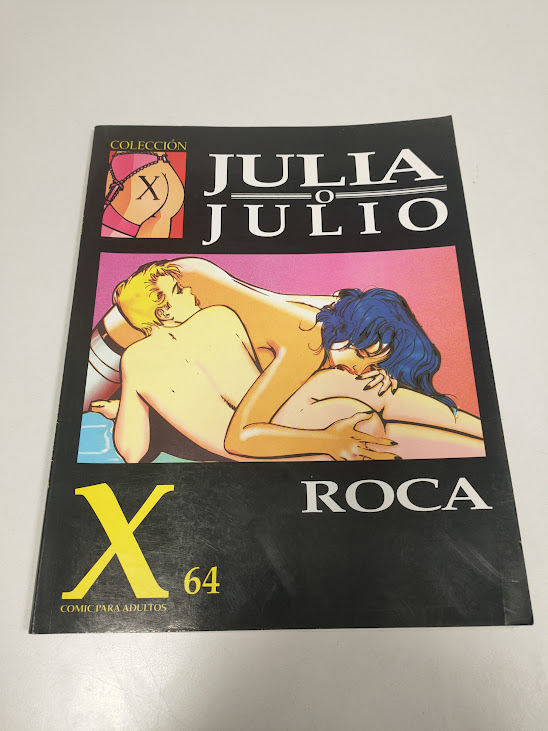 COLECCIÓN
X
JULIA
O
JULIO
ROCA
X 64
COMIC PARA ADULTOS